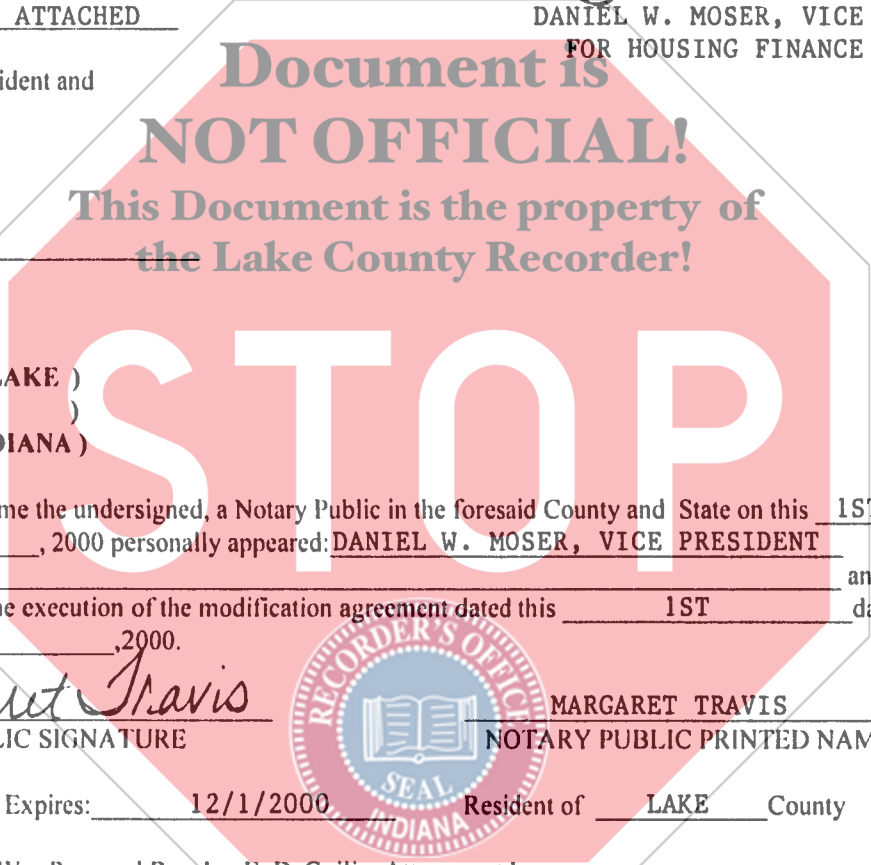 ATTACHED
DANIEL W. MOSER, VICE
FOR HOUSING FINANCE
ident and
Document is
NOT OFFICIAL!
This Document is the property of
the Lake County Recorder!
STOP
LAKE )
)
DIANA )
me the undersigned, a Notary Public in the foresaid County and State on this 1ST
, 2000 personally appeared: DANIEL W. MOSER, VICE PRESIDENT
an
e execution of the modification agreement dated this 1ST da
,2000.
Travis
MARGARET TRAVIS
LIC SIGNATURE
NOTARY PUBLIC PRINTED NAM
Expires: 12/1/2000 Resident of LAKE County
RECORDER'S OFFICE
SEAL
INDIANA